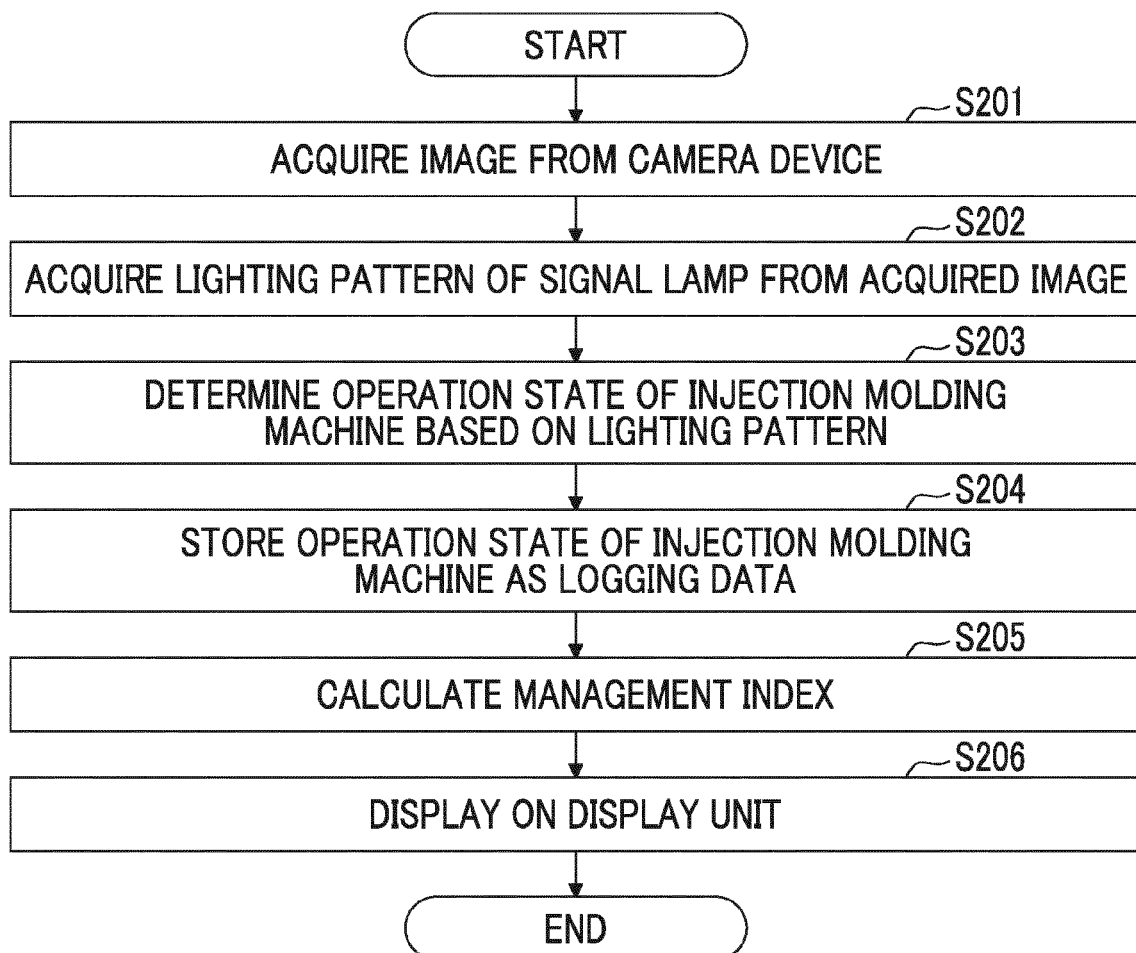 START
S201
ACQUIRE IMAGE FROM CAMERA DEVICE
S202
ACQUIRE LIGHTING PATTERN OF SIGNAL LAMP FROM ACQUIRED IMAGE
S203
DETERMINE OPERATION STATE OF INJECTION MOLDING
MACHINE BASED ON LIGHTING PATTERN
S204
STORE OPERATION STATE OF INJECTION MOLDING
MACHINE AS LOGGING DATA
S205
CALCULATE MANAGEMENT INDEX
S206
DISPLAY ON DISPLAY UNIT
END